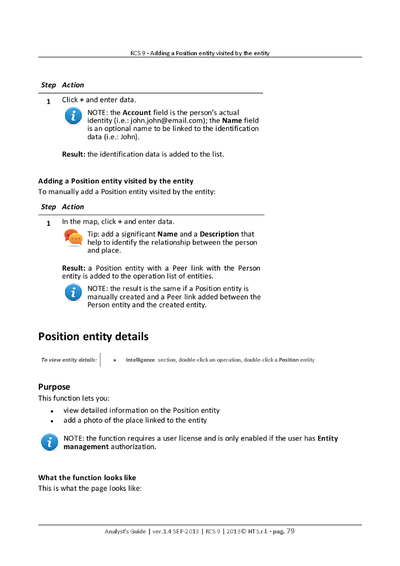 RCS 9 - Adding a Position entity visited by the entity
Step Action
1 Click + and enter data.
NOTE: the Account field is the person's actual
identity (i.e.: john.john@email.com); the Name field
is an optional name to be linked to the identification
data (i.e.: John).
Result: the identification data is added to the list.
Adding a Position entity visited by the entity
To manually add a Position entity visited by the entity:
Step Action
1 In the map, click + and enter data.
Tip: add a significant Name and a Description that
help to identify the relationship between the person
and place.
Result: a Position entity with a Peer link with the Person
entity is added to the operation list of entities.
NOTE: the result is the same if a Position entity is
manually created and a Peer link added between the
Person entity and the created entity.
Position entity details
To view entity details: • Intelligence section, double-click an operation, double-click a Position entity
Purpose
This function lets you:
• view detailed information on the Position entity
• add a photo of the place linked to the entity
NOTE: the function requires a user license and is only enabled if the user has Entity
management authorization.
What the function looks like
This is what the page looks like:
Analyst's Guide | ver.1.4 SEP-2013 | RCS 9 | 2013© HT S.r.l. - pag. 79